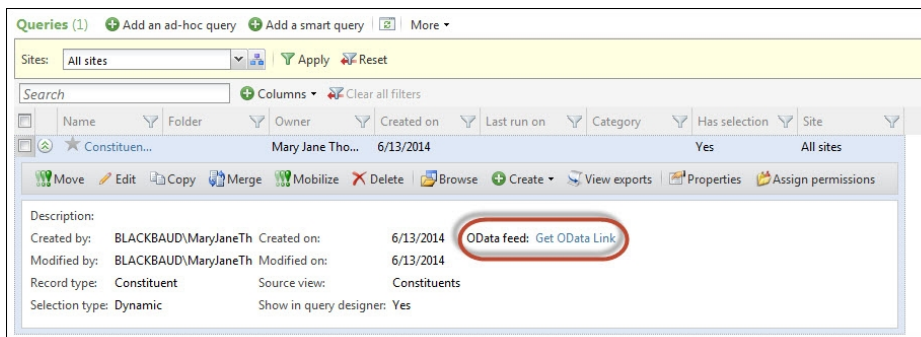 Queries (1) Add an ad-hoc query Add a smart query More
Sites: All sites Apply Reset
Search Columns Clear all filters
Name Folder Owner Created on Last run on Category Has selection Site
Constituen... Mary Jane Tho... 6/13/2014 Yes All sites
Move Edit Copy Merge Mobilize Delete Browse Create View exports Properties Assign permissions
Description:
Created by: BLACKBAUD\MaryJaneTh Created on: 6/13/2014 OData feed: Get OData Link
Modified by: BLACKBAUD\MaryJaneTh Modified on: 6/13/2014
Record type: Constituent Source view: Constituents
Selection type: Dynamic Show in query designer: Yes